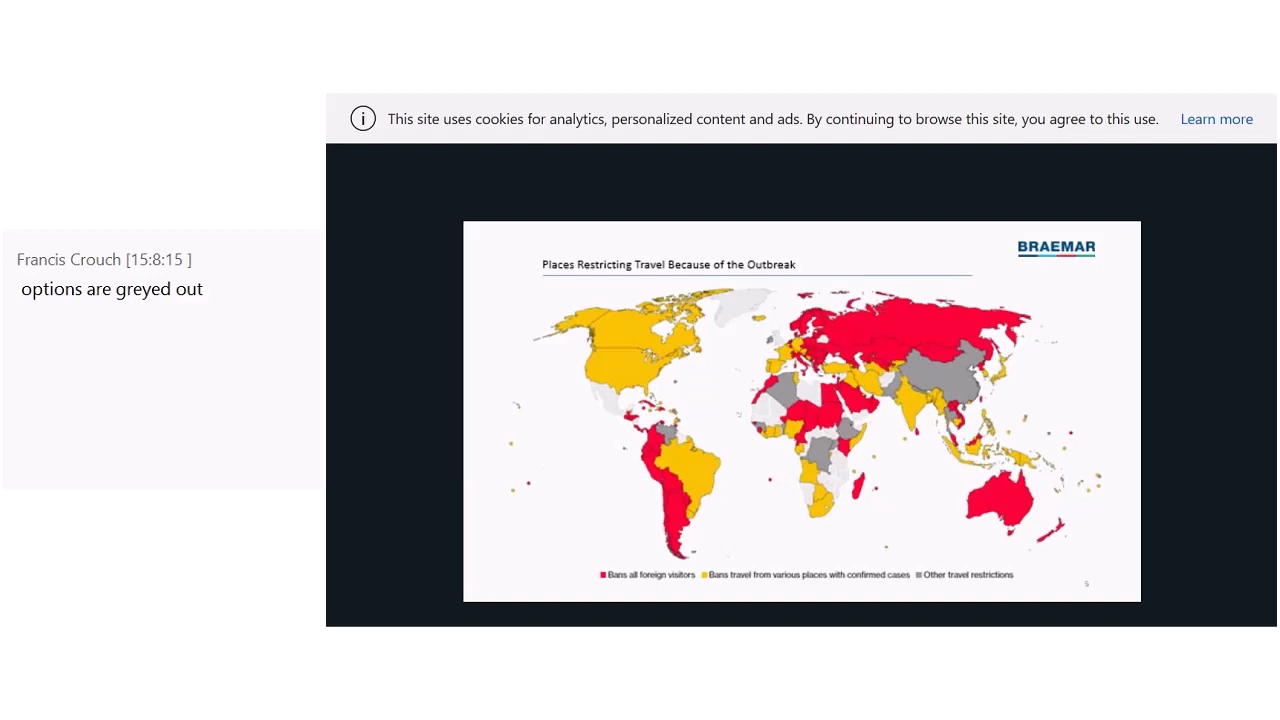 This site uses cookies for analytics, personalized content and ads. By continuing to browse this site, you agree to this use. Learn more
Francis Crouch [15:8:15 ]
options are greyed out
BRAEMAR
Places Restricting Travel Because of the Outbreak
Bans all foreign visitors Bans travel from various places with confirmed cases Other travel restrictions
5